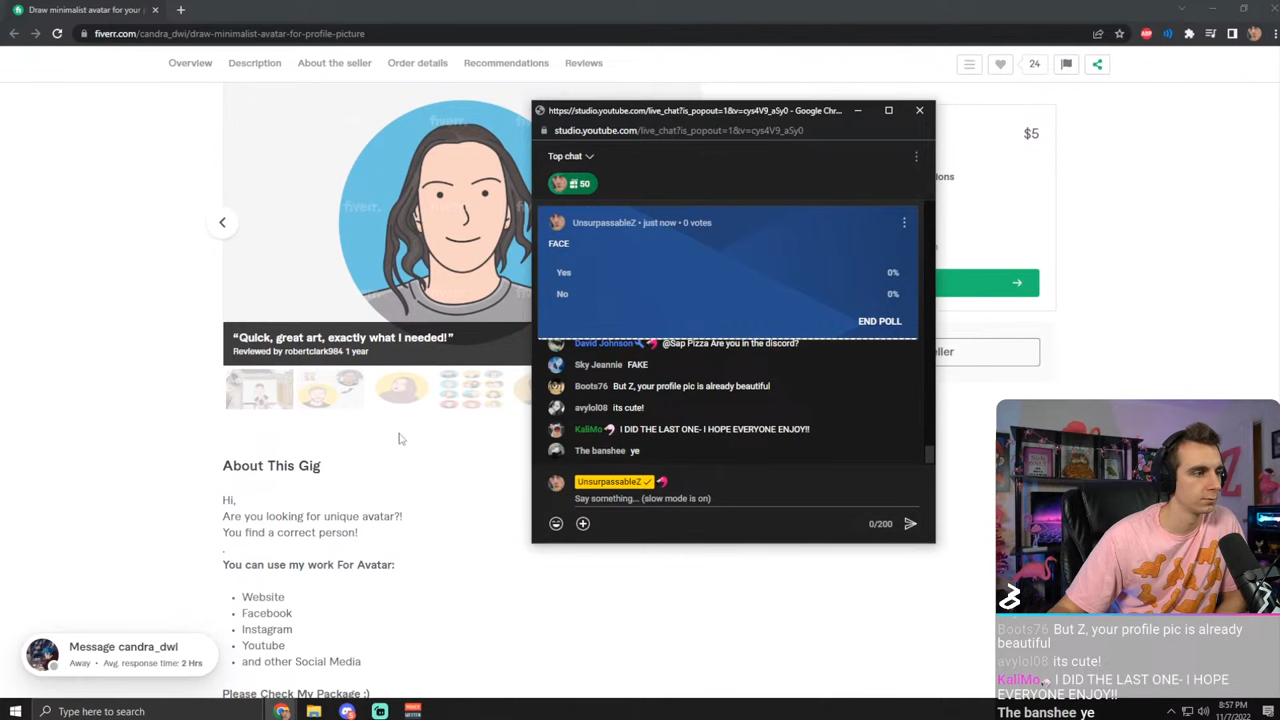 Draw minimalist avatar for your
fiverr.com/candra_dwi/draw-minimalist-avatar-for-profile-picture
Overview Description About the seller Order details Recommendations Reviews
24
fiverr.
fiverr.
"Quick, great art, exactly what I needed!"
Reviewed by robertclark984 1 year
$5
About This Gig
Hi,
Are you looking for unique avatar?!
You find a correct person!
.
You can use my work For Avatar:
Website
Facebook
Instagram
Youtube
and other Social Media
Please Check My Package :)
Message candra_dwi
Away • Avg. response time: 2 Hrs
https://studio.youtube.com/live_chat?is_popout=1&v=cys4V9_aSy0 - Google Chr...
studio.youtube.com/live_chat?is_popout=1&v=cys4V9_aSy0
Top chat
50
UnsurpassableZ • just now • 0 votes
FACE
Yes 0%
No 0%
END POLL
David Johnson @Sap Pizza Are you in the discord?
Sky Jeannie FAKE
Boots76 But Z, your profile pic is already beautiful
avylol08 its cute!
KaliMo I DID THE LAST ONE- I HOPE EVERYONE ENJOY!!
The banshee ye
UnsurpassableZ
Say something... (slow mode is on)
0/200
Boots76 But Z, your profile pic is already
beautiful
avylol08 its cute!
KaliMo I DID THE LAST ONE- I HOPE
EVERYONE ENJOY!!
The banshee ye
Type here to search
8:57 PM
11/7/2022